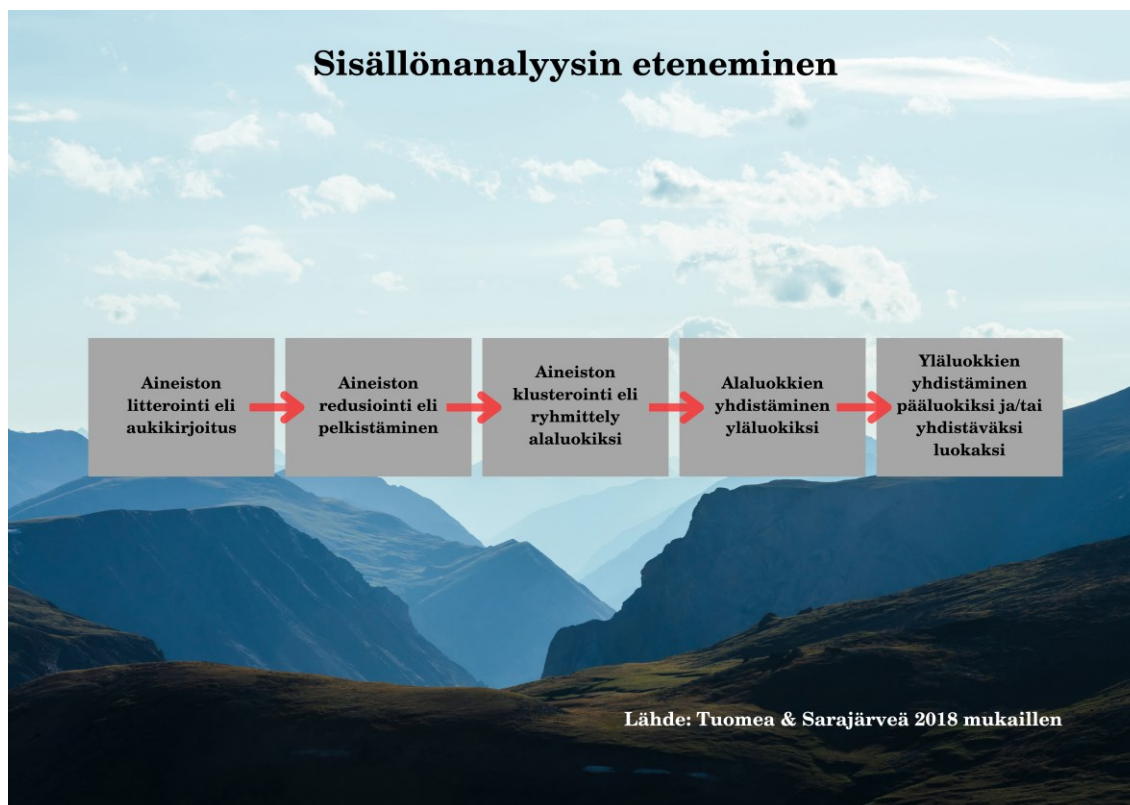 Sisällönanalyysin eteneminen
Aineiston
litterointi eli
aukikirjoitus
Aineiston
redusiointi eli
pelkistäminen
Aineiston
klusterointi eli
ryhmittely
alaluokiksi
Alaluokkien
yhdistäminen
yläluokiksi
Yläluokkien
yhdistäminen
pääluokiksi ja/tai
yhdistäväksi
luokaksi
Lähde: Tuomea & Sarajärveä 2018 mukaillen